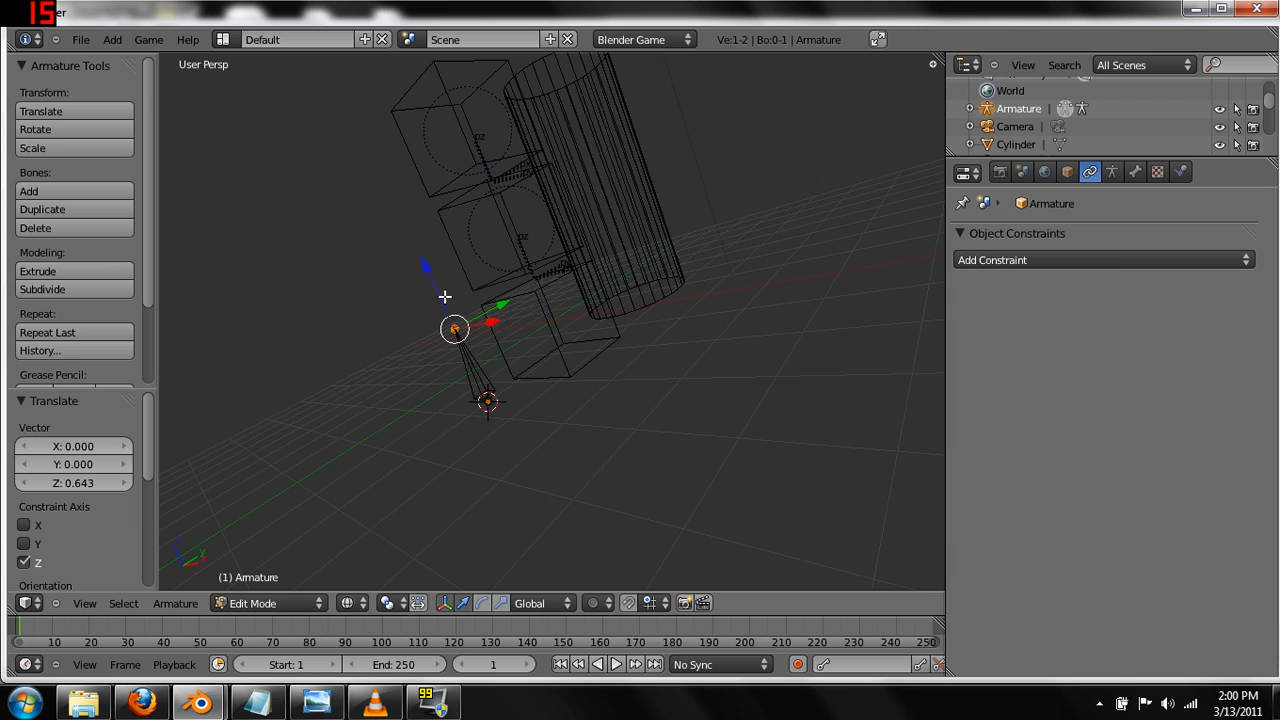 15
er
File Add Game Help Default Scene Blender Game Ve:1-2 | Bo:0-1 | Armature
Armature Tools
Transform:
Translate
Rotate
Scale
Bones:
Add
Duplicate
Delete
Modeling:
Extrude
Subdivide
Repeat:
Repeat Last
History...
Grease Pencil:
Translate
Vector
X: 0.000
Y: 0.000
Z: 0.643
Constraint Axis
X
Y
Z
Orientation
User Persp
pz
pz
y
(1) Armature
View Select Armature Edit Mode Global
10 20 30 40 50 60 70 80 90 100 110 120 130 140 150 160 170 180 190 200 210 220 230 240 250
View Frame Playback Start: 1 End: 250 1 No Sync
View Search All Scenes
World
Armature
Camera
Cylinder
Armature
Object Constraints
Add Constraint
99
2:00 PM
3/13/2011